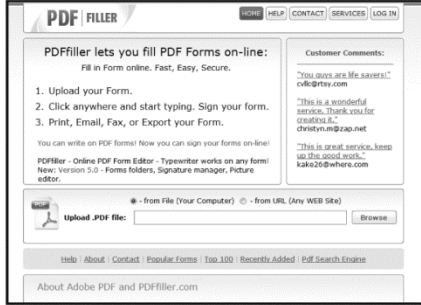 PDF FILLER
HOME HELP CONTACT SERVICES LOG IN
PDFfiller lets you fill PDF Forms on-line:
Fill in Form online. Fast, Easy, Secure.
1. Upload your Form.
2. Click anywhere and start typing. Sign your form.
3. Print, Email, Fax, or Export your Form.
You can write on PDF forms! Now you can sign your forms on-line!
PDFfiller - Online PDF Form Editor - Typewriter works on any form!
New: Version 5.0 - Forms folders, Signature manager, Picture
editor.
Customer Comments:
"You guys are life savers!"
cvllc@rtsy.com
"This is a wonderful
service. Thank you for
creating it."
christyn.m@zap.net
"This is great service, keep
up the good work."
kake26@where.com
- from File (Your Computer) - from URL (Any WEB Site)
PDF
Upload .PDF file: Browse
Help | About | Contact | Popular Forms | Top 100 | Recently Added | Pdf Search Engine
About Adobe PDF and PDFfiller.com